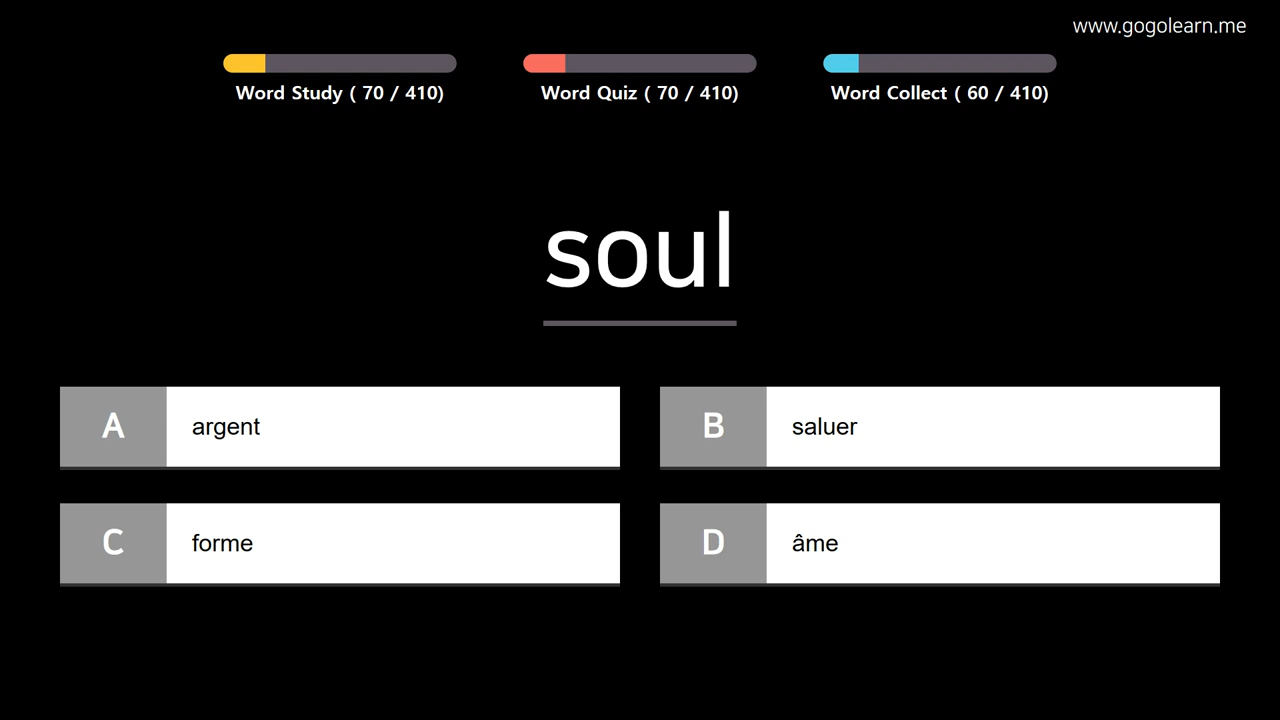 www.gogolearn.me
Word Study ( 70 / 410)
Word Quiz ( 70 / 410)
Word Collect ( 60 / 410)
soul
A argent
B saluer
C forme
D âme